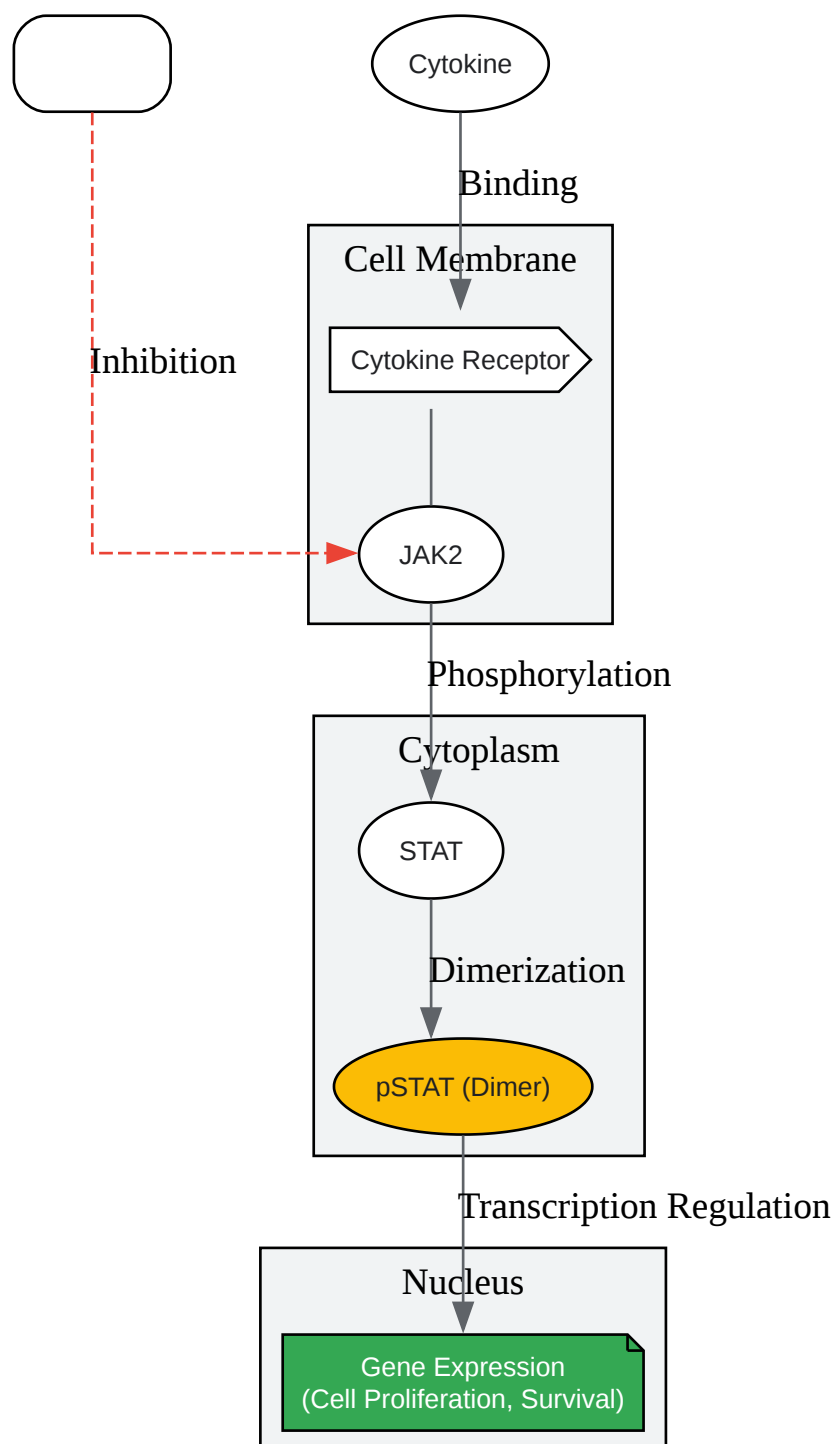 Cytokine
Binding
Cell Membrane
Cytokine Receptor
Inhibition
JAK2
Phosphorylation
Cytoplasm
STAT
Dimerization
pSTAT (Dimer)
Transcription Regulation
Nucleus
Gene Expression
(Cell Proliferation, Survival)